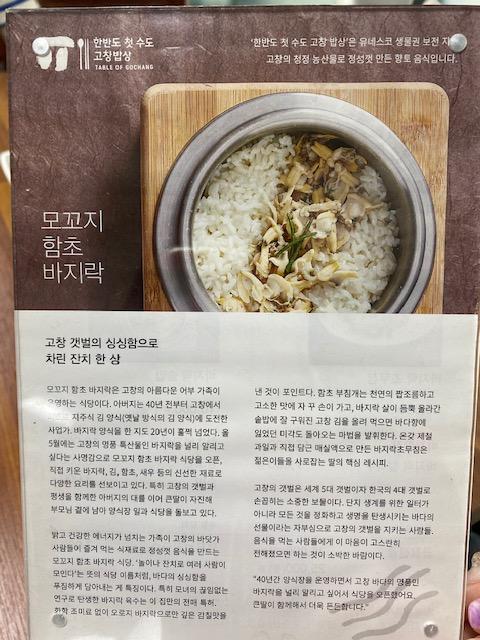 한반도 첫 수도
고창밥상
TABLE OF GOCHANG
‘한반도 첫 수도 고창 밥상’은 유네스코 생물권 보전
고창의 청정 농산물로 정성껏 만든 향토 음식입니다.
모꼬지
함초
바지락
고창 갯벌의 싱싱함으로
차린 잔치 한 상
모꼬지 함초 바지락은 고창의 아름다운 어부 가족이
운영하는 식당이다. 아버지는 40년 전부터 고창에서
지주식 김 양식(옛날 방식의 김 양식)에 도전한
사업가. 바지락 양식을 한 지도 20년이 훌쩍 넘었다. 올
5월에는 고창의 명품 특산물인 바지락을 널리 알리고
싶다는 사명감으로 모꼬지 함초 바지락 식당을 오픈,
직접 키운 바지락, 김, 함초, 새우 등의 신선한 재료로
다양한 요리를 선보이고 있다. 특히 고창의 갯벌과
평생을 함께한 아버지의 대를 이어 큰딸이 자진해
부모님 곁에 남아 양식장 일과 식당을 돌보고 있다.
밝고 건강한 에너지가 넘치는 가족이 고창의 바닷가
사람들이 즐겨 먹는 식재료로 정성껏 음식을 만드는
모꼬지 함초 바지락 식당. ‘놀이나 잔치로 여러 사람이
모인다’는 뜻의 식당 이름처럼, 바다의 싱싱함을
푸짐하게 담아내는 게 특징이다. 특히 모녀의 끊임없는
연구로 탄생한 바지락 육수는 이 집만의 전매 특허.
화학 조미료 없이 오로지 바지락으로만 깊은 감칠맛을
낸 것이 포인트다. 함초 부침개는 천연의 짭조름하고
고소한 맛에 자꾸 손이 가고, 바지락 살이 듬뿍 올라간
솥밥에 잘 구워진 고창 김을 올려 먹으면 바다향에
잃었던 미각도 돌아오는 마법을 발휘한다. 온갖 제철
과일과 직접 담근 매실액으로 만든 바지락초무침은
젊은이들을 사로잡는 딸의 핵심 레시피.
고창의 갯벌은 세계 5대 갯벌이자 한국의 4대 갯벌로
손꼽히는 소중한 보물이다. 단지 생계를 위한 일터가
아니라 모든 것을 정화하고 생명을 탄생시키는 바다의
선물이라는 자부심으로 고창의 갯벌을 지키는 사람들.
음식을 먹는 사람들에게 이 마음이 고스란히
전해졌으면 하는 것이 소박한 바람이다.
“40년간 양식장을 운영하면서 고창 바다의 명품인
바지락을 널리 알리고 싶어서 식당을 오픈했어요.
큰딸이 함께해서 더욱 든든합니다.”